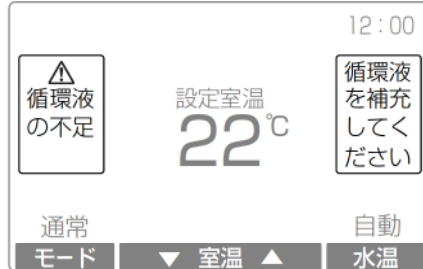 12:00
⚠
循環液
の不足
設定室温
22℃
循環液
を補充
してく
ださい
通常
自動
モード
▼ 室温 ▲
水温